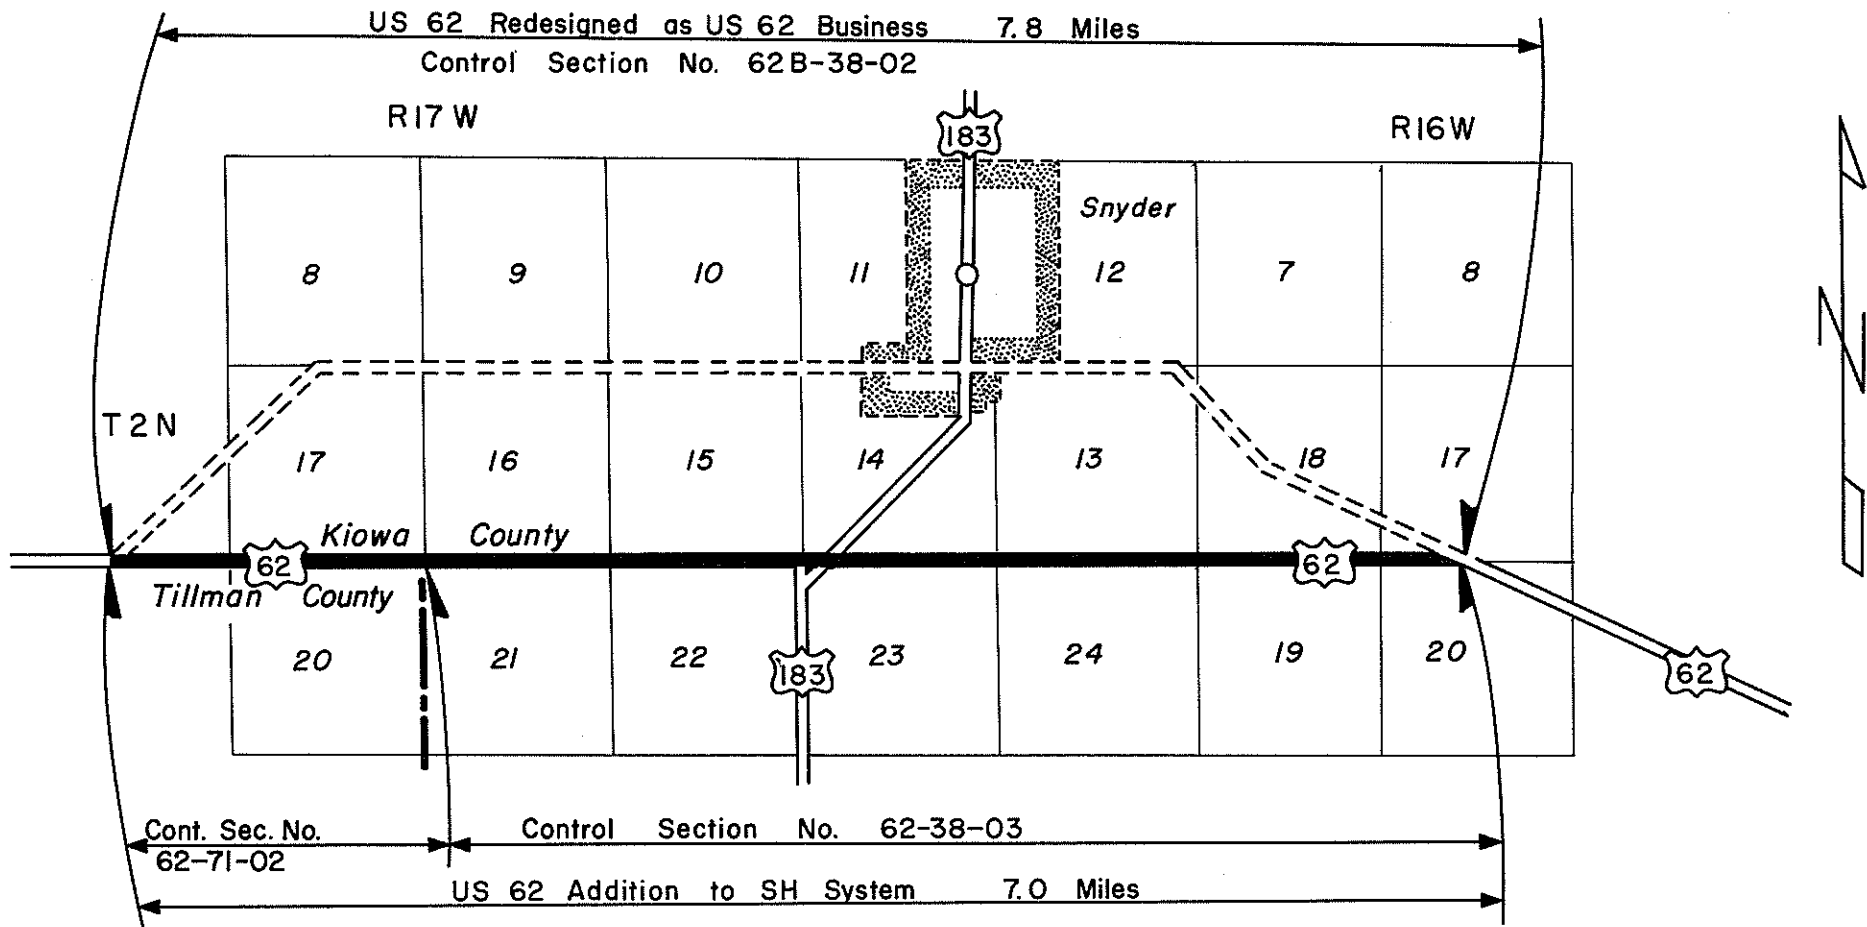 US 62 Redesigned as US 62 Business 7.8 Miles
Control Section No. 62B-38-02
R17W
183
R16W
Snyder
8
9
10
11
12
7
8
T2N
17
16
15
14
13
18
17
Kiowa County
62
62
Tillman County
20
21
22
183
23
24
19
20
62
Cont. Sec. No.
62-71-02
Control Section No. 62-38-03
US 62 Addition to SH System 7.0 Miles
N